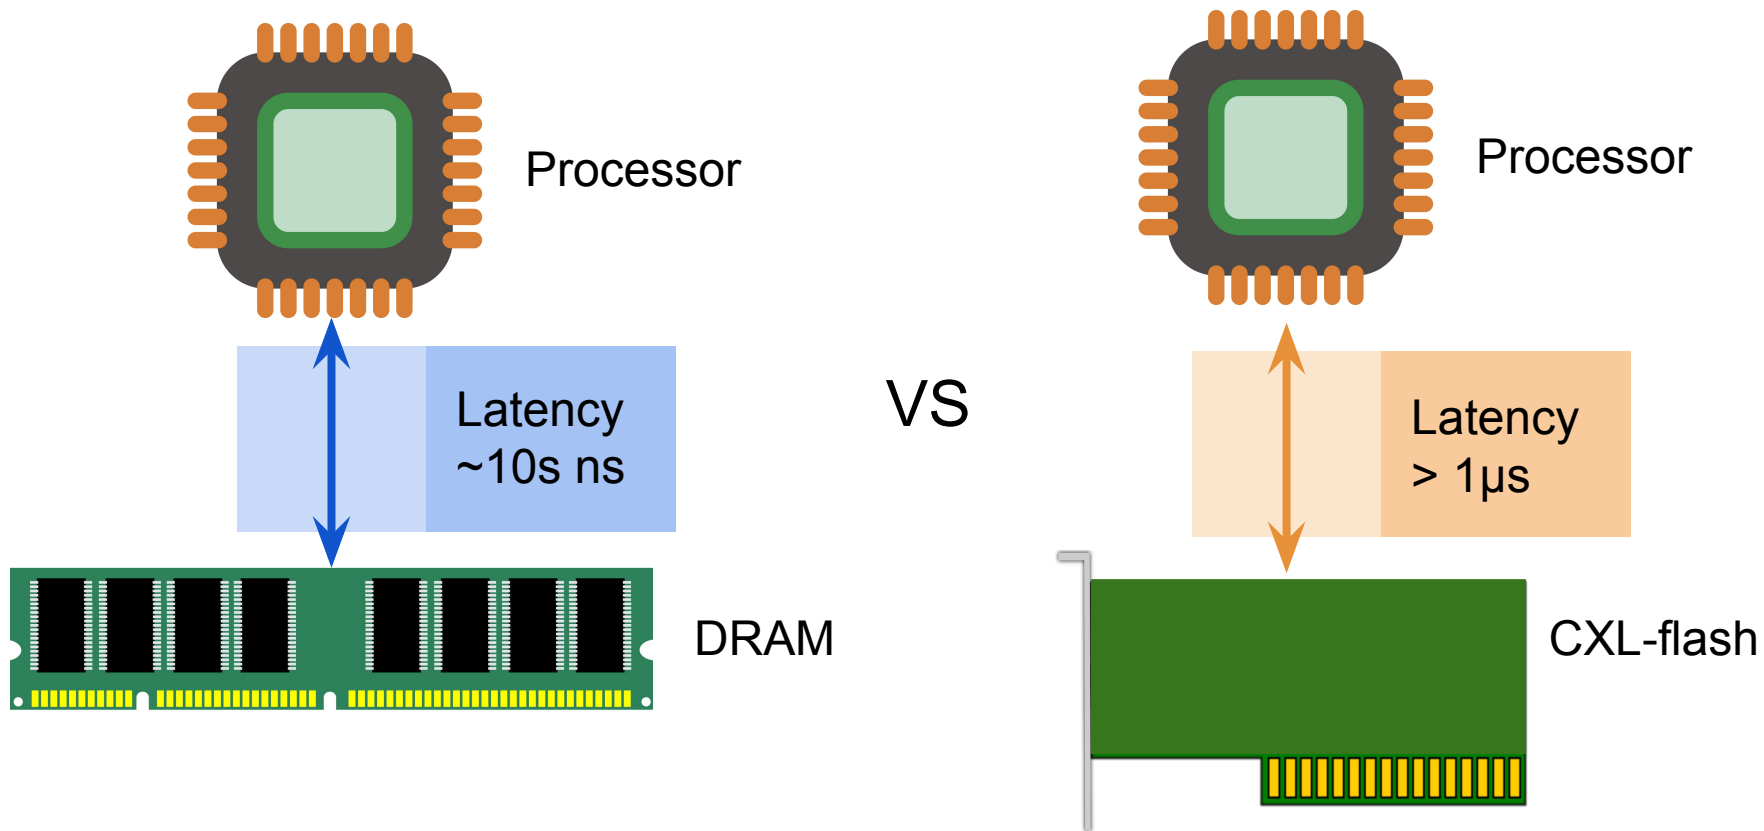 Processor
Latency
~10s ns
DRAM
VS
Processor
Latency
> 1µs
CXL-flash